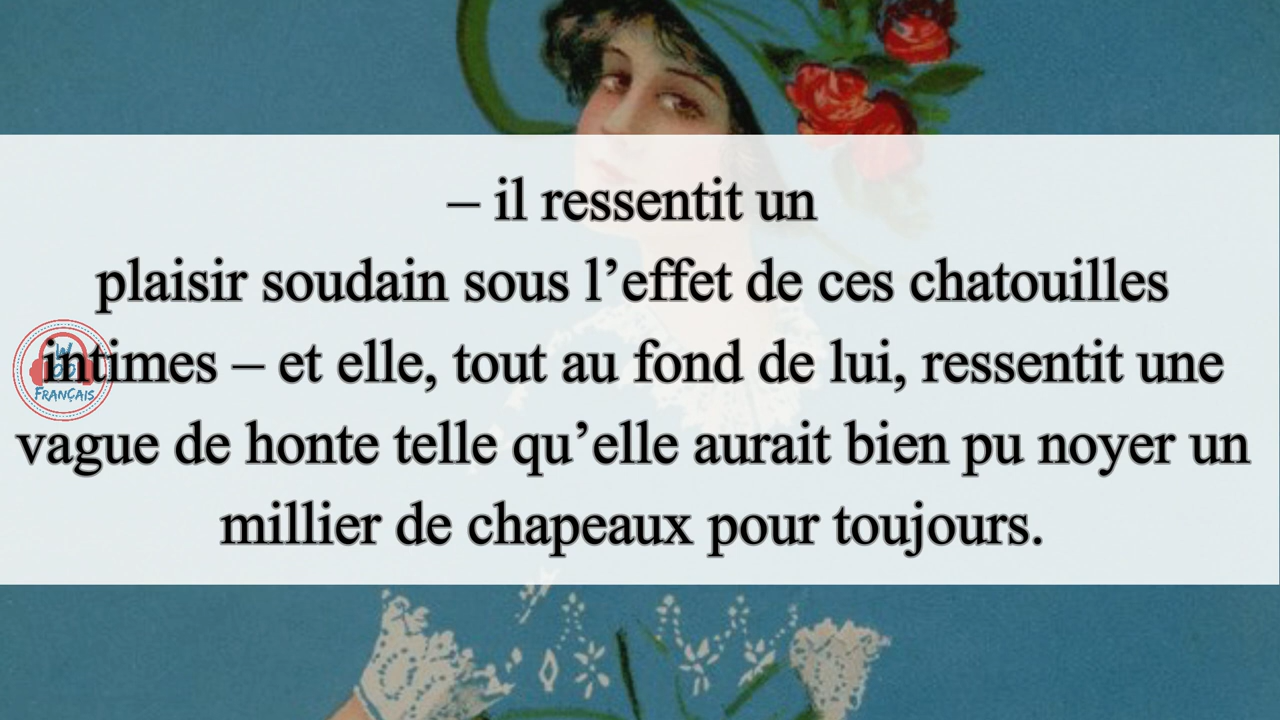 – il ressentit un
plaisir soudain sous l’effet de ces chatouilles
intimes – et elle, tout au fond de lui, ressentit une
vague de honte telle qu’elle aurait bien pu noyer un
millier de chapeaux pour toujours.
FRANÇAIS